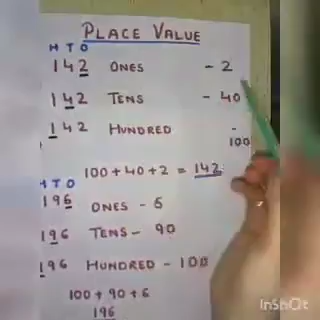 PLACE VALUE
H T O
142 ONES - 2
142 TENS - 40
142 HUNDRED - 100
100+40+2 = 142
H T O
196 ONES - 6
196 TENS - 90
196 HUNDRED - 100
100 + 90 + 6
196
InShOt